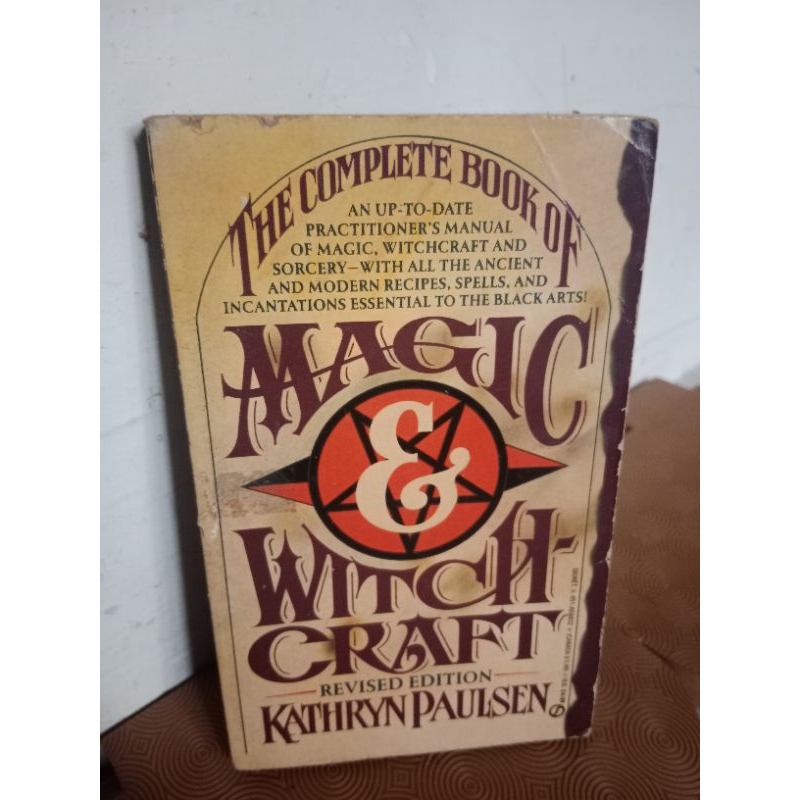 THE COMPLETE BOOK OF
AN UP-TO-DATE
PRACTITIONER'S MANUAL
OF MAGIC, WITCHCRAFT AND
SORCERY—WITH ALL THE ANCIENT
AND MODERN RECIPES, SPELLS, AND
INCANTATIONS ESSENTIAL TO THE BLACK ARTS!
MAGIC
&
WITCH-
CRAFT
REVISED EDITION
KATHRYN PAULSEN